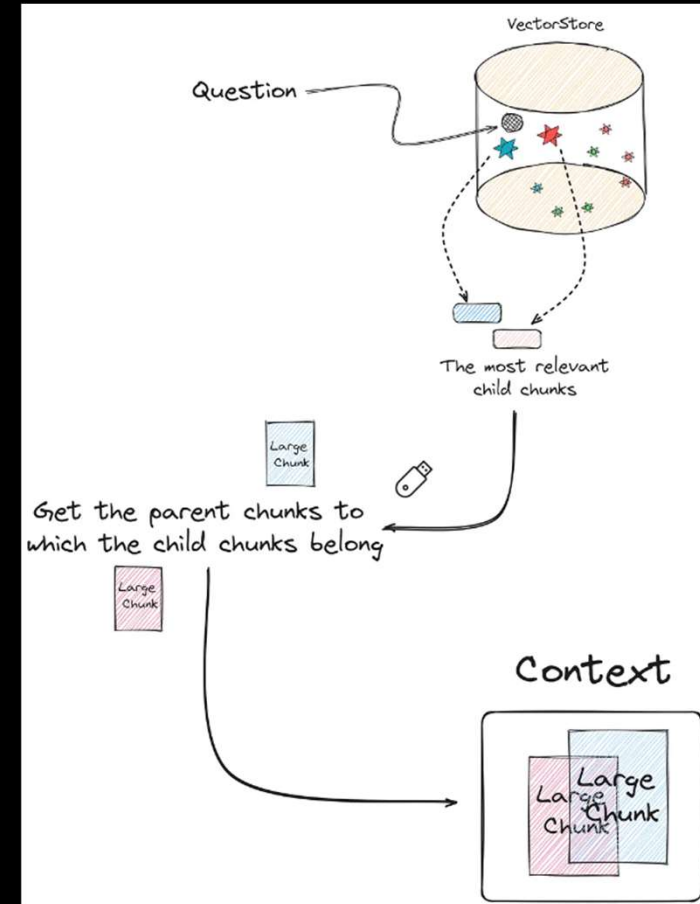 VectorStore
Question
The most relevant
child chunks
Large
Chunk
Get the parent chunks to
which the child chunks belong
Large
Chunk
Context
Large
Chunk
Large
Chunk